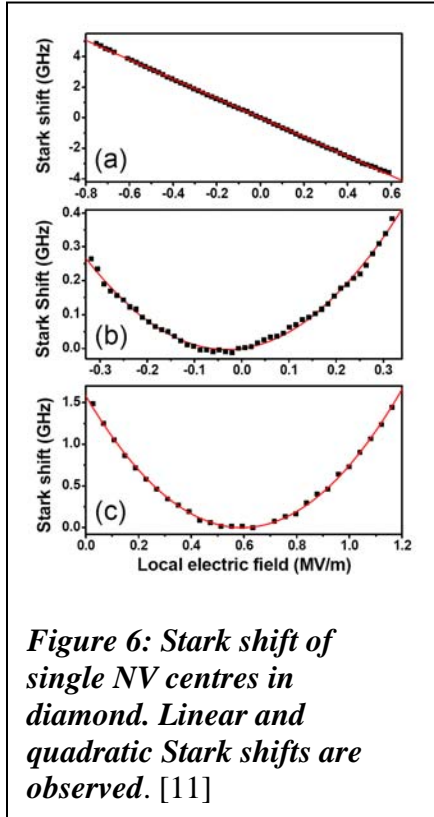 4
2
0
-2
-4
Stark shift (GHz)
(a)
-0.8 -0.6 -0.4 -0.2 0.0 0.2 0.4 0.6
0.4
0.3
0.2
0.1
0.0
Stark Shift (GHz)
(b)
-0.3 -0.2 -0.1 0.0 0.1 0.2 0.3
1.5
1.0
0.5
0.0
Stark shift (GHz)
(c)
0.0 0.2 0.4 0.6 0.8 1.0 1.2
Local electric field (MV/m)
Figure 6: Stark shift of
single NV centres in
diamond. Linear and
quadratic Stark shifts are
observed. [11]